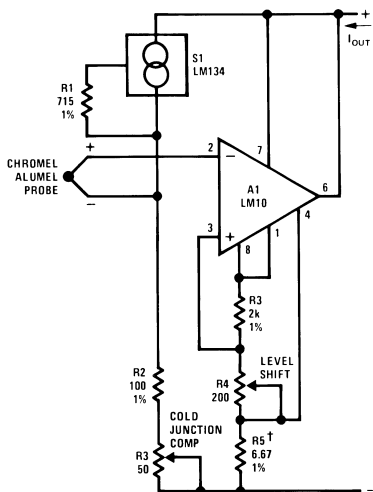 +
IOUT
S1
LM134
R1
715
1%
+
CHROMEL
ALUMEL
PROBE
−
2
−
7
A1
LM10
6
4
3
+
8
1
R3
2k
1%
LEVEL
SHIFT
R4
200
R2
100
1%
COLD
JUNCTION
COMP
R3
50
R5†
6.67
1%
−